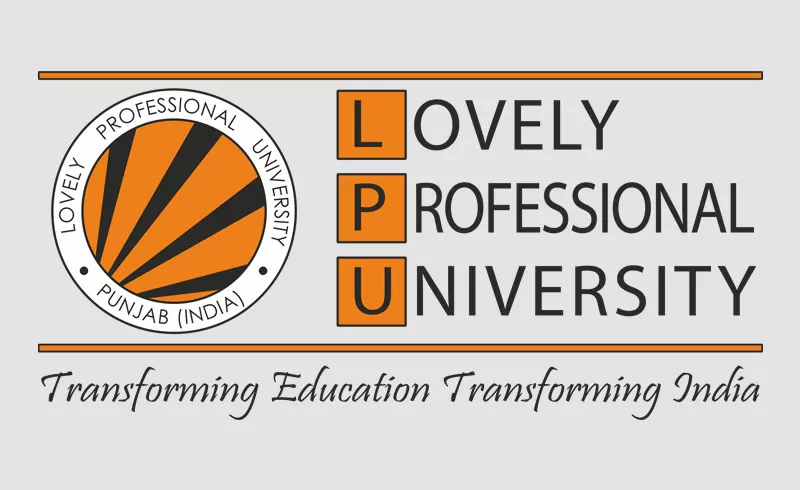 LOVELY PROFESSIONAL UNIVERSITY
• PUNJAB (INDIA) •
LOVELY
PROFESSIONAL
UNIVERSITY
Transforming Education Transforming India